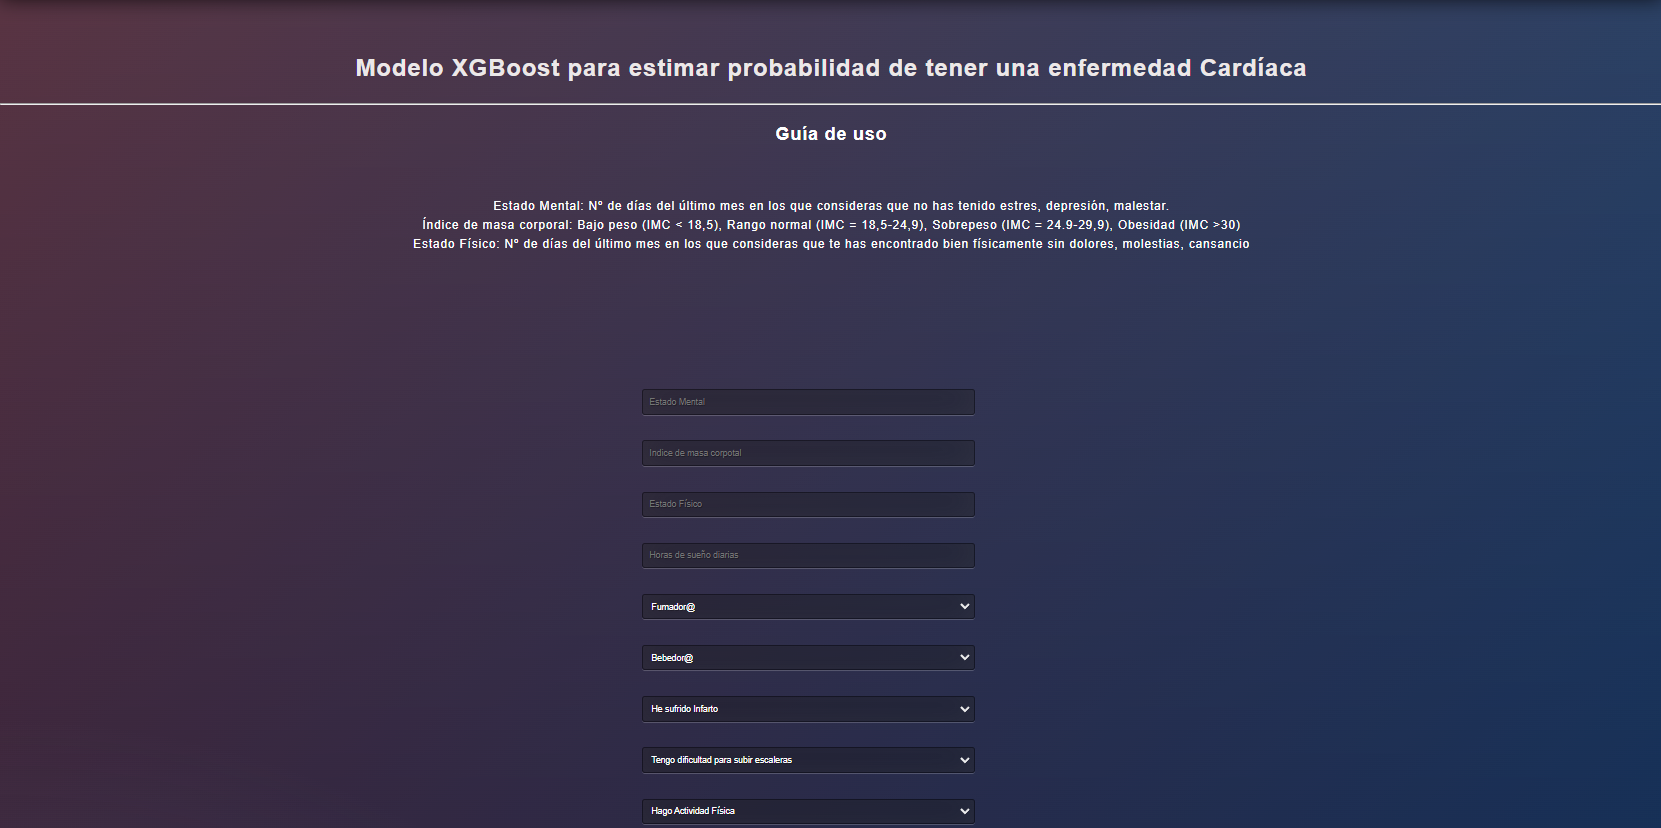 Modelo XGBoost para estimar probabilidad de tener una enfermedad Cardíaca
Guía de uso
Estado Mental: Nº de días del último mes en los que consideras que no has tenido estres, depresión, malestar.
Índice de masa corporal: Bajo peso (IMC < 18,5), Rango normal (IMC = 18,5-24,9), Sobrepeso (IMC = 24.9-29,9), Obesidad (IMC >30)
Estado Físico: Nº de días del último mes en los que consideras que te has encontrado bien físicamente sin dolores, molestias, cansancio
Estado Mental
Indice de masa corpotal
Estado Físico
Horas de sueño diarias
Fumador@
Bebedor@
He sufrido Infarto
Tengo dificultad para subir escaleras
Hago Actividad Física